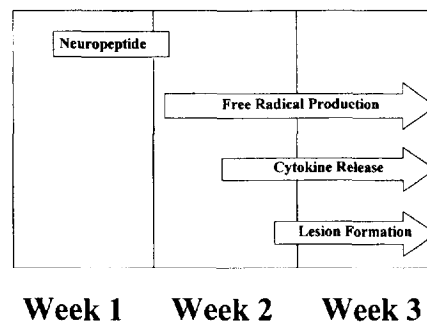 Neuropeptide
Free Radical Production
Cytokine Release
Lesion Formation
Week 1 Week 2 Week 3